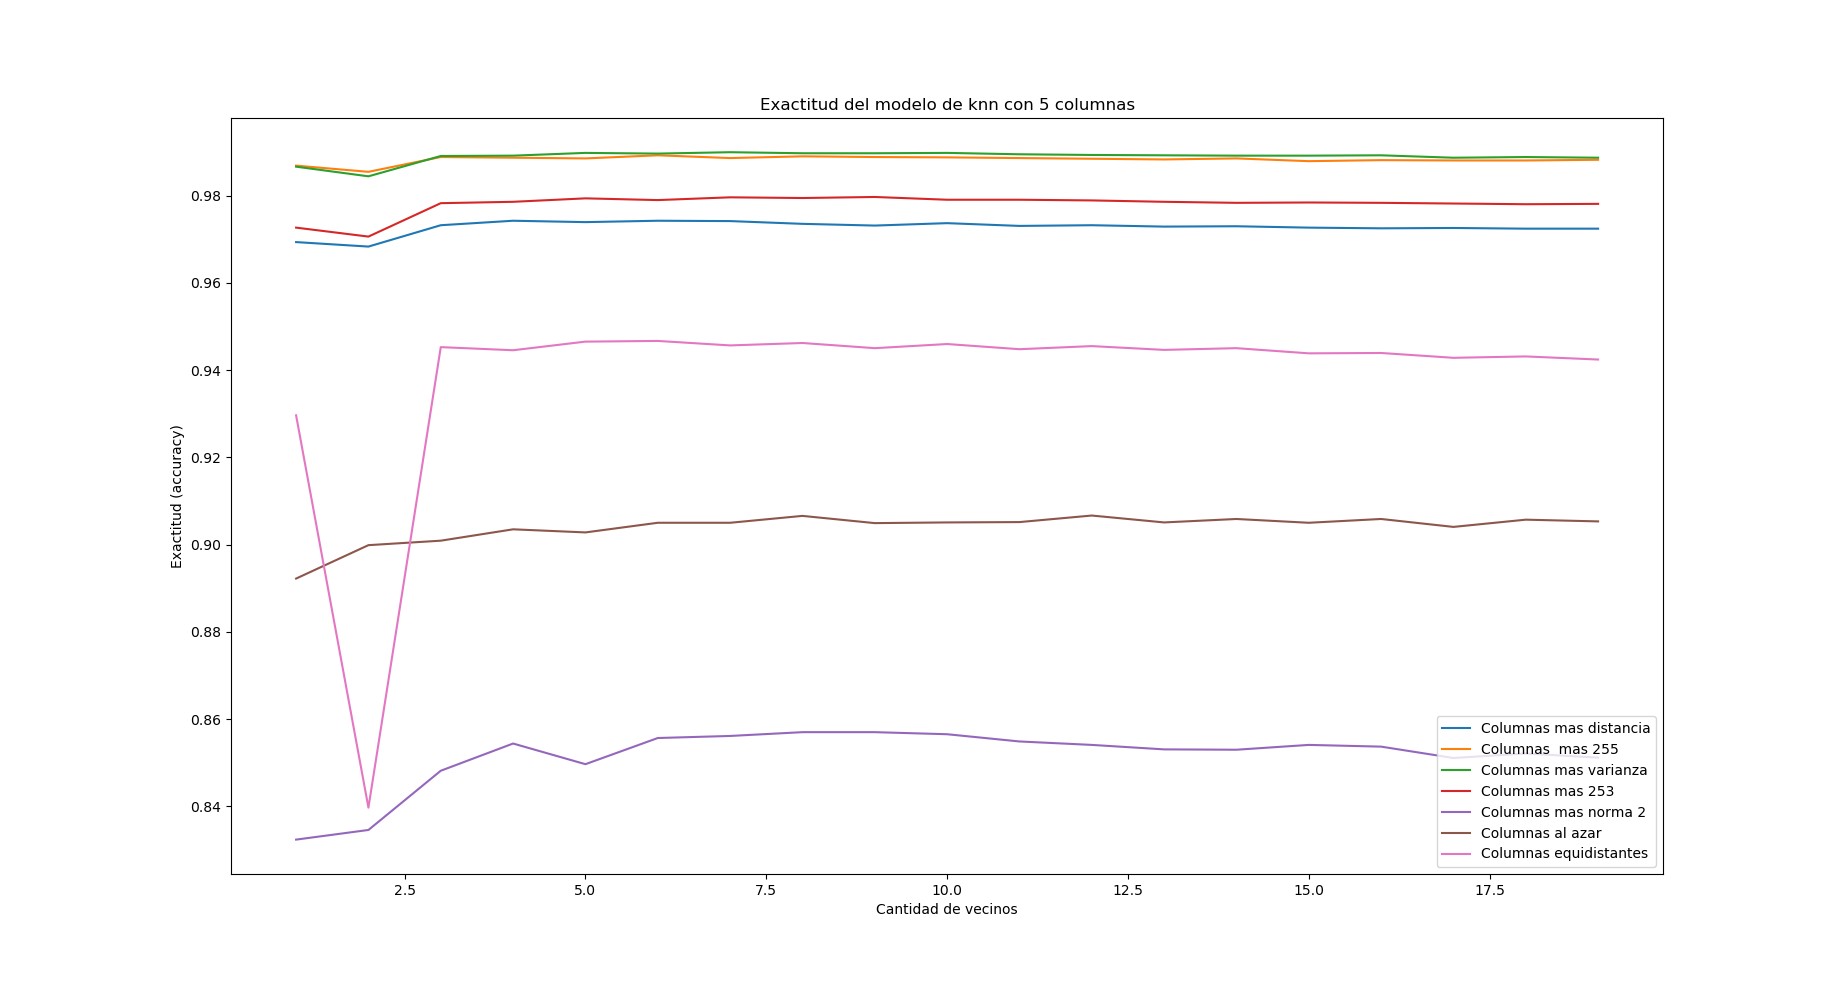 Exactitud del modelo de knn con 5 columnas
Exactitud (accuracy)
0.98
0.96
0.94
0.92
0.90
0.88
0.86
0.84
2.5
5.0
7.5
10.0
12.5
15.0
17.5
Cantidad de vecinos
Columnas mas distancia
Columnas  mas 255
Columnas mas varianza
Columnas mas 253
Columnas mas norma 2
Columnas al azar
Columnas equidistantes